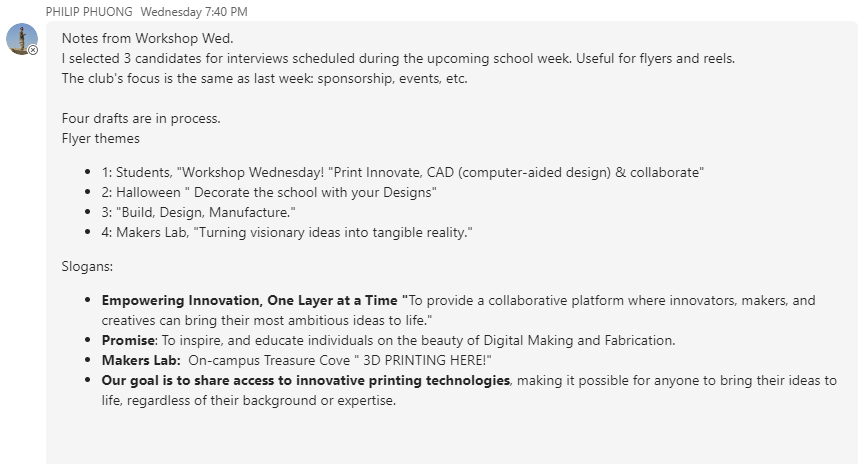 PHILIP PHUONG Wednesday 7:40 PM
Notes from Workshop Wed.
I selected 3 candidates for interviews scheduled during the upcoming school week. Useful for flyers and reels.
The club's focus is the same as last week: sponsorship, events, etc.
Four drafts are in process.
Flyer themes
• 1: Students, "Workshop Wednesday! "Print Innovate, CAD (computer-aided design) & collaborate"
• 2: Halloween " Decorate the school with your Designs"
• 3: "Build, Design, Manufacture."
• 4: Makers Lab, "Turning visionary ideas into tangible reality."
Slogans:
• Empowering Innovation, One Layer at a Time "To provide a collaborative platform where innovators, makers, and
creatives can bring their most ambitious ideas to life."
• Promise: To inspire, and educate individuals on the beauty of Digital Making and Fabrication.
• Makers Lab:  On-campus Treasure Cove " 3D PRINTING HERE!"
• Our goal is to share access to innovative printing technologies, making it possible for anyone to bring their ideas to
life, regardless of their background or expertise.